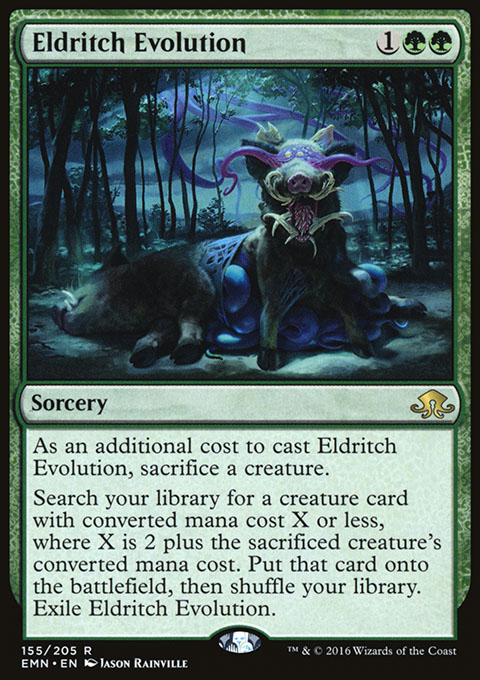 Eldritch Evolution 1
Sorcery
As an additional cost to cast Eldritch
Evolution, sacrifice a creature.
Search your library for a creature card
with converted mana cost X or less,
where X is 2 plus the sacrificed creature's
converted mana cost. Put that card onto
the battlefield, then shuffle your library.
Exile Eldritch Evolution.
155/205 R
EMN • EN Jason Rainville
™ & © 2016 Wizards of the Coast